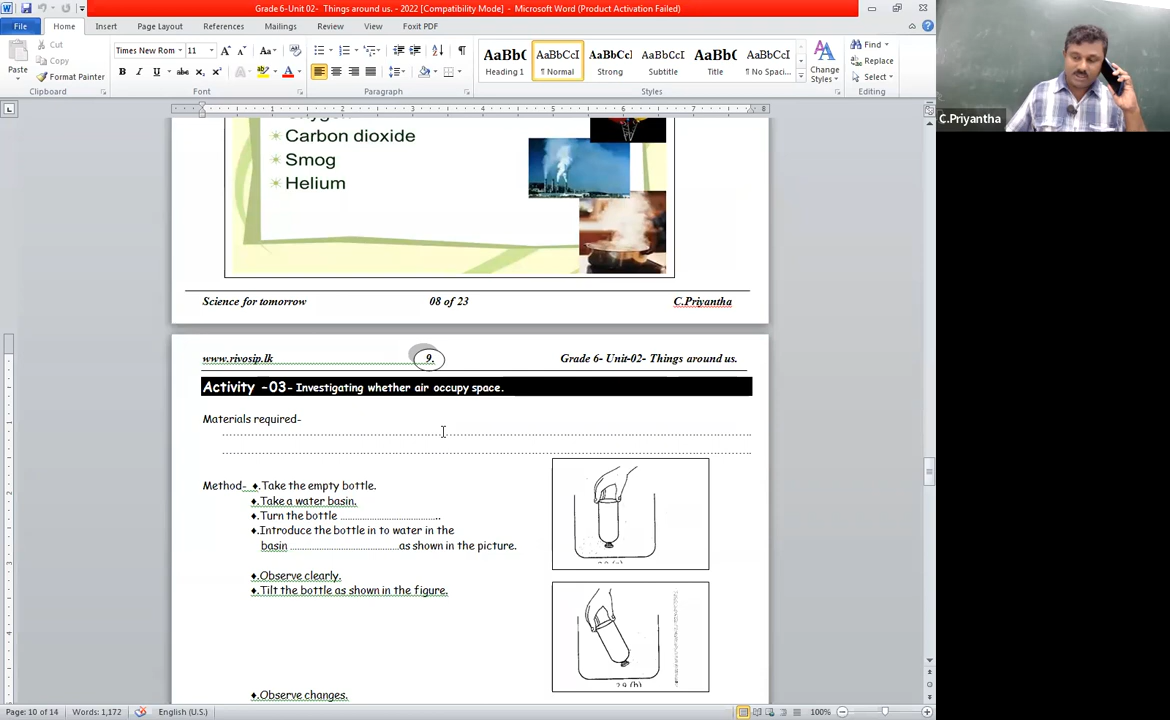 Grade 6-Unit 02- Things around us. - 2022 [Compatibility Mode] - Microsoft Word (Product Activation Failed)
File Home Insert Page Layout References Mailings Review View Foxit PDF
Paste
Cut
Copy
Format Painter
Clipboard
Times New Rom 11
Font
Paragraph
AaBbC AaBbCcI AaBbCcI AaBbCcI AaBbC AaBbCcI
Heading 1 ¶ Normal Strong Subtitle Title ¶ No Spaci...
Styles
Change Styles
Find
Replace
Select
Editing
C.Priyantha
Carbon dioxide
Smog
Helium
Science for tomorrow 08 of 23 C.Priyantha
www.rivosip.lk 9. Grade 6- Unit-02- Things around us.
Activity -03- Investigating whether air occupy space.
Materials required-
Method- ♦.Take the empty bottle.
♦.Take a water basin.
♦.Turn the bottle ......................................
♦.Introduce the bottle in to water in the
basin ..........................................as shown in the picture.
♦.Observe clearly.
♦.Tilt the bottle as shown in the figure.
♦.Observe changes.
Page: 10 of 14 Words: 1,172 English (U.S.) 100%